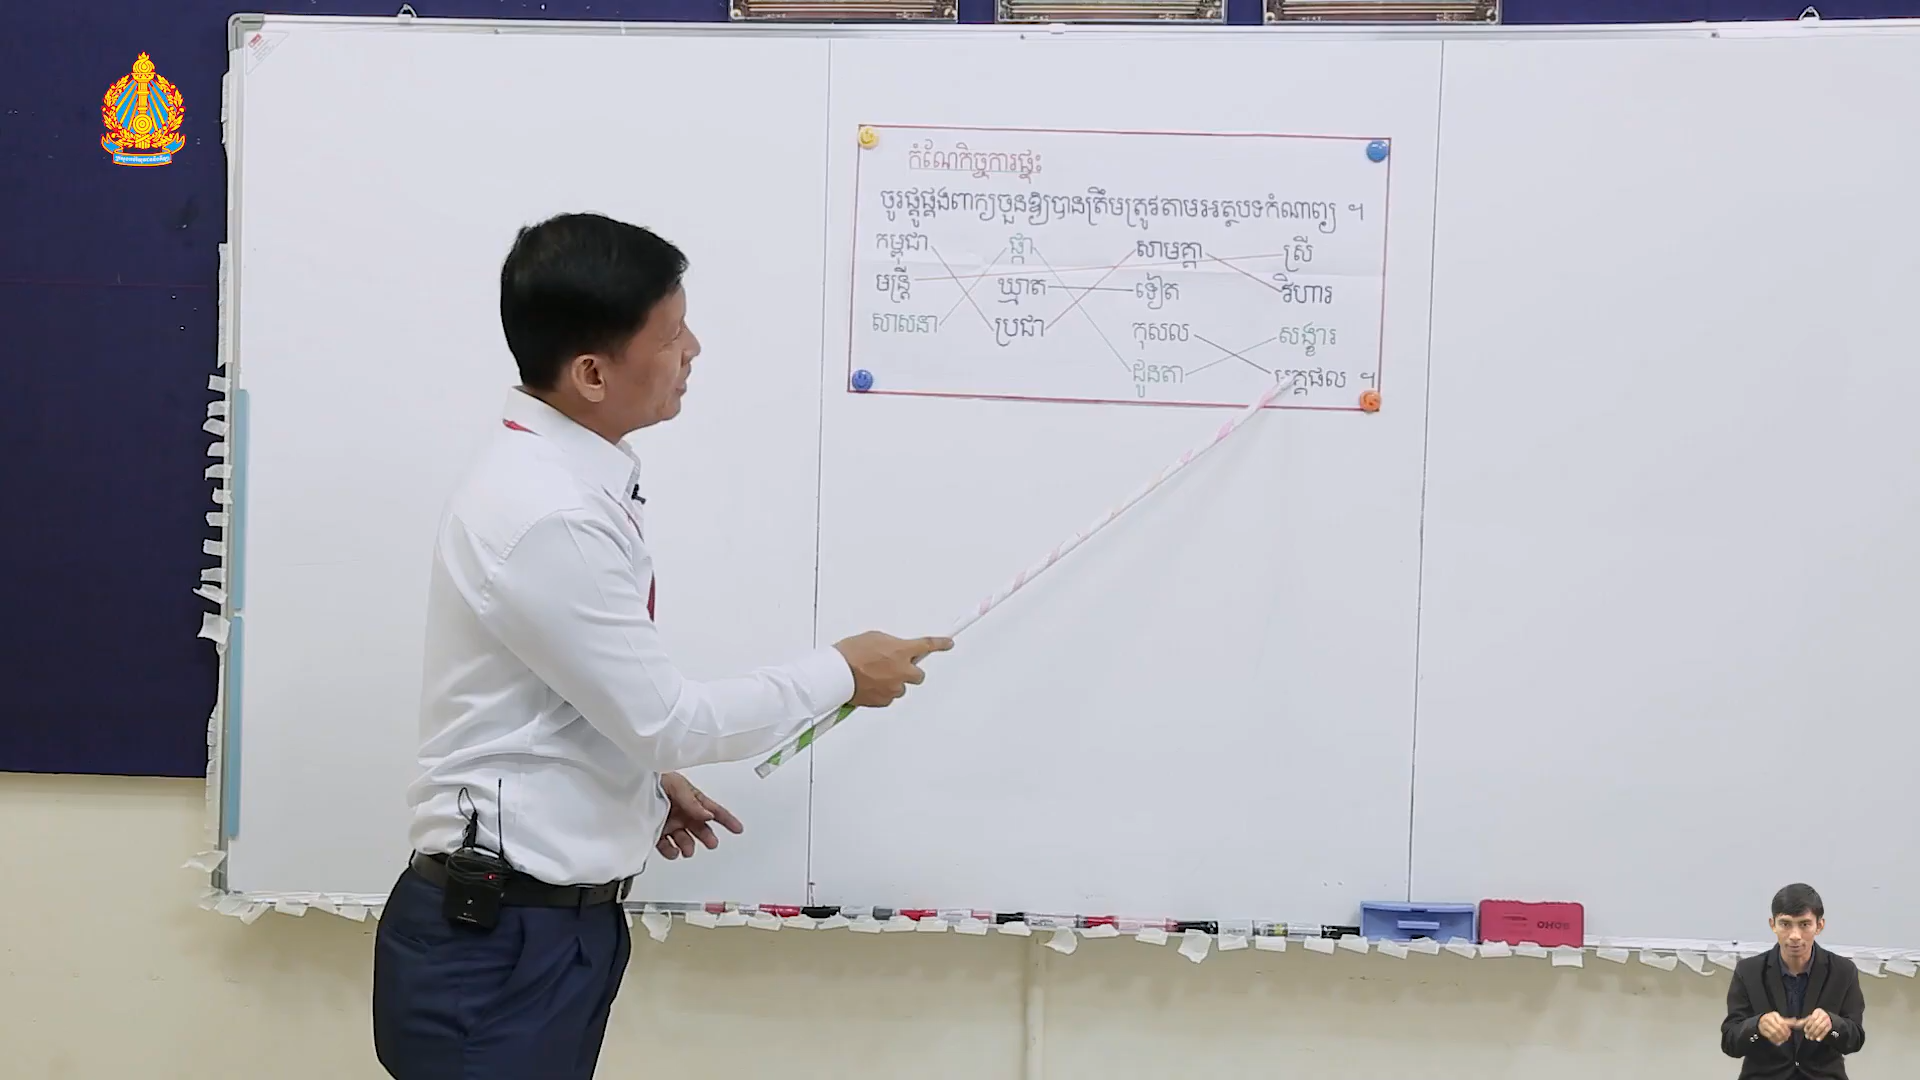 កំណែកិច្ចការផ្ទះ
ចូរផ្គូផ្គងពាក្យចួនឱ្យបានត្រឹមត្រូវតាមអត្ថបទកំណាព្យ ។
កម្ពុជា ផ្កា សាមគ្គា ស្រី
មន្ត្រី ឃ្មាត ទៀត វិហារ
សាសនា ប្រជា កុសល សង្ខារ
ដូនតា មគ្គផល ។
SOHO